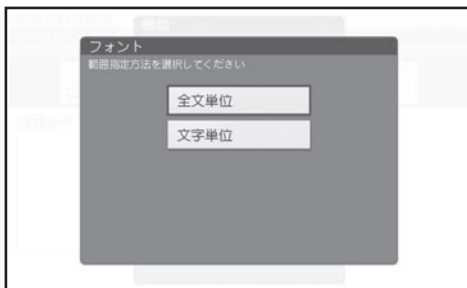 フォント
範囲指定方法を選択してください
全文単位
文字単位